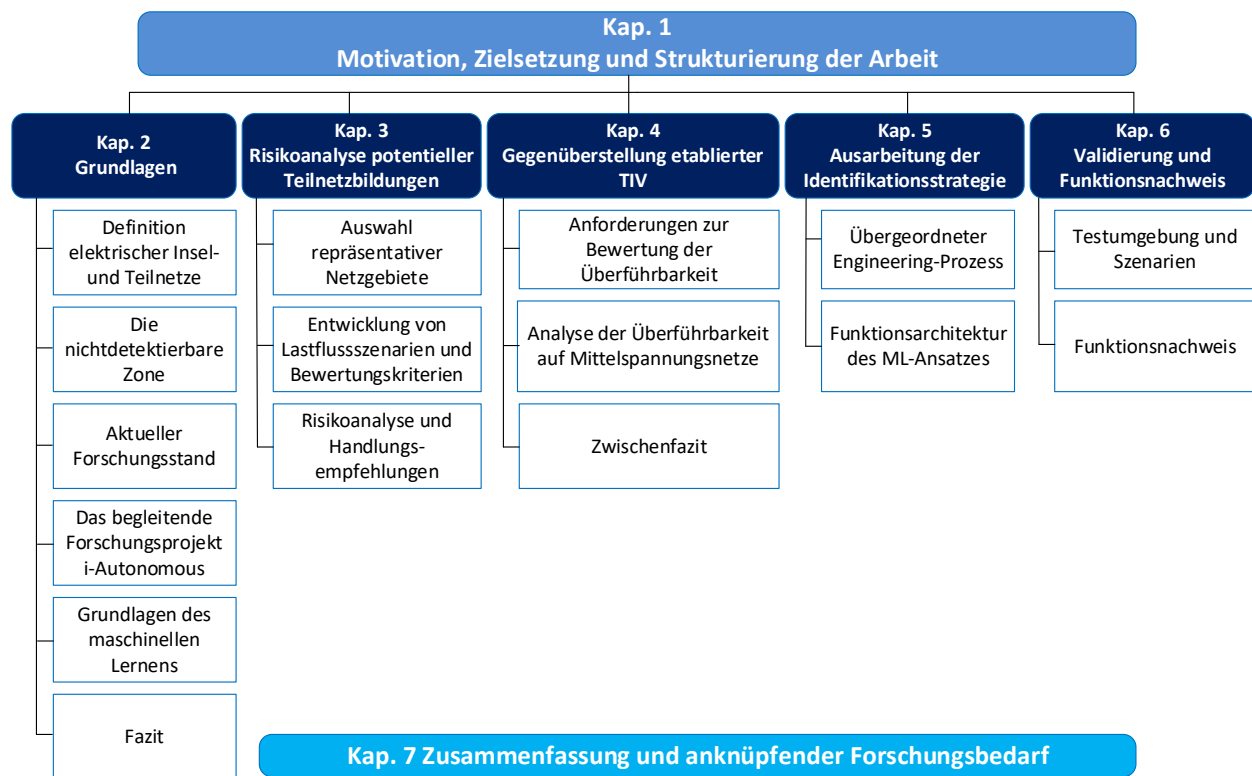 Kap. 1
Motivation, Zielsetzung und Strukturierung der Arbeit
Kap. 2
Grundlagen
Definition
elektrischer Insel-
und Teilnetze
Die
nichtdetektierbare
Zone
Aktueller
Forschungsstand
Das begleitende
Forschungsprojekt
i-Autonomous
Grundlagen des
maschinellen
Lernens
Fazit
Kap. 3
Risikoanalyse potentieller
Teilnetzbildungen
Auswahl
repräsentativer
Netzgebiete
Entwicklung von
Lastflussszenarien und
Bewertungskriterien
Risikoanalyse und
Handlungs-
empfehlungen
Kap. 4
Gegenüberstellung etablierter
TIV
Anforderungen zur
Bewertung der
Überführbarkeit
Analyse der Überführbarkeit
auf Mittelspannungsnetze
Zwischenfazit
Kap. 5
Ausarbeitung der
Identifikationsstrategie
Übergeordneter
Engineering-Prozess
Funktionsarchitektur
des ML-Ansatzes
Kap. 6
Validierung und
Funktionsnachweis
Testumgebung und
Szenarien
Funktionsnachweis
Kap. 7 Zusammenfassung und anknüpfender Forschungsbedarf